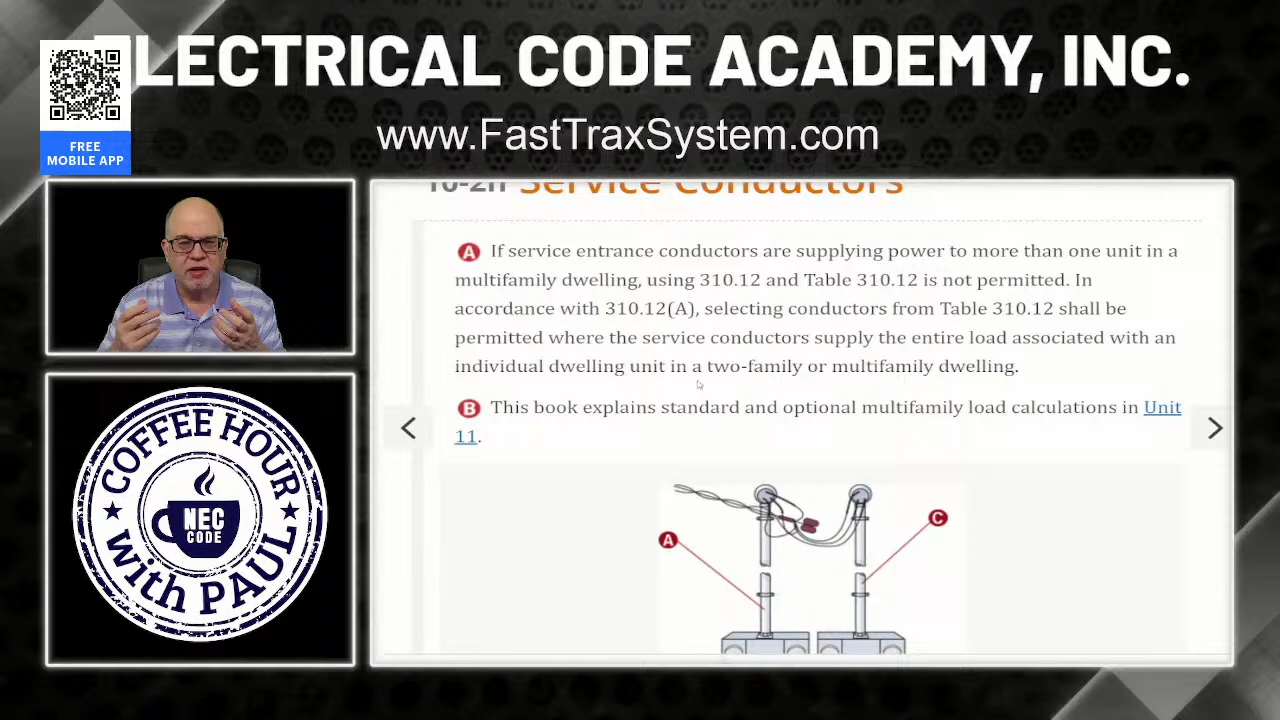 ELECTRICAL CODE ACADEMY, INC.
www.FastTraxSystem.com
FREE
MOBILE APP
10-2h Service Conductors
A If service entrance conductors are supplying power to more than one unit in a
multifamily dwelling, using 310.12 and Table 310.12 is not permitted. In
accordance with 310.12(A), selecting conductors from Table 310.12 shall be
permitted where the service conductors supply the entire load associated with an
individual dwelling unit in a two-family or multifamily dwelling.
B This book explains standard and optional multifamily load calculations in Unit
11.
A
C
COFFEE HOUR
NEC
CODE
with PAUL